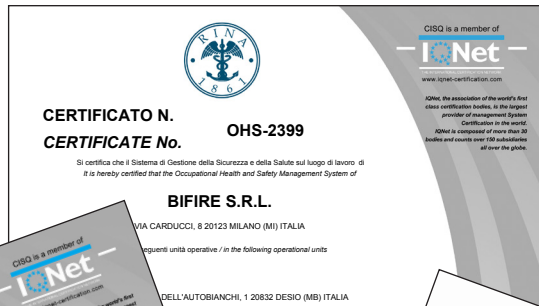 RINA
1861
CISQ is a member of
IQNet
THE INTERNATIONAL CERTIFICATION NETWORK
www.iqnet-certification.com
IQNet, the association of the world's first
class certification bodies, is the largest
provider of management System
Certification in the world.
IQNet is composed of more than 30
bodies and counts over 150 subsidiaries
all over the globe.
CERTIFICATO N.
CERTIFICATE No.
OHS-2399
Si certifica che il Sistema di Gestione della Sicurezza e della Salute sul luogo di lavoro di
It is hereby certified that the Occupational Health and Safety Management System of
BIFIRE S.R.L.
VIA CARDUCCI, 8 20123 MILANO (MI) ITALIA
seguenti unità operative / in the following operational units
DELL'AUTOBIANCHI, 1 20832 DESIO (MB) ITALIA
CISQ is a member of
IQNet